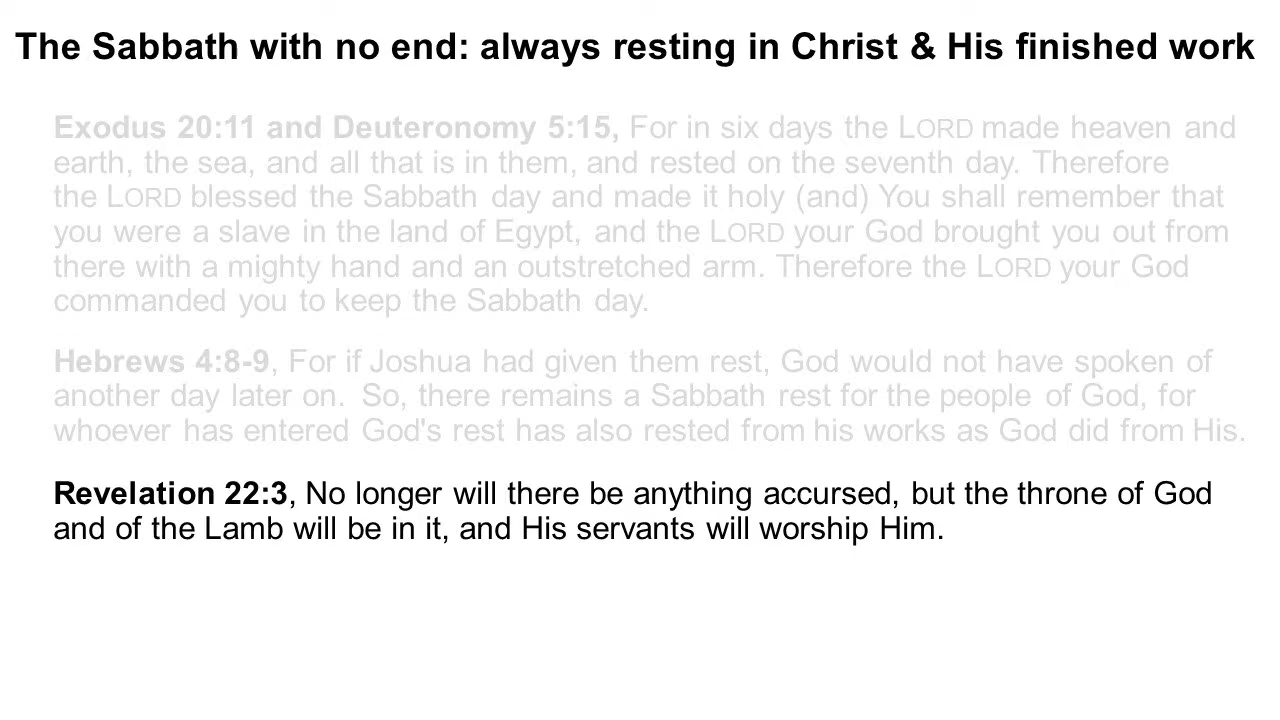 The Sabbath with no end: always resting in Christ & His finished work
Exodus 20:11 and Deuteronomy 5:15, For in six days the LORD made heaven and
earth, the sea, and all that is in them, and rested on the seventh day. Therefore
the LORD blessed the Sabbath day and made it holy (and) You shall remember that
you were a slave in the land of Egypt, and the LORD your God brought you out from
there with a mighty hand and an outstretched arm. Therefore the LORD your God
commanded you to keep the Sabbath day.
Hebrews 4:8-9, For if Joshua had given them rest, God would not have spoken of
another day later on. So, there remains a Sabbath rest for the people of God, for
whoever has entered God's rest has also rested from his works as God did from His.
Revelation 22:3, No longer will there be anything accursed, but the throne of God
and of the Lamb will be in it, and His servants will worship Him.